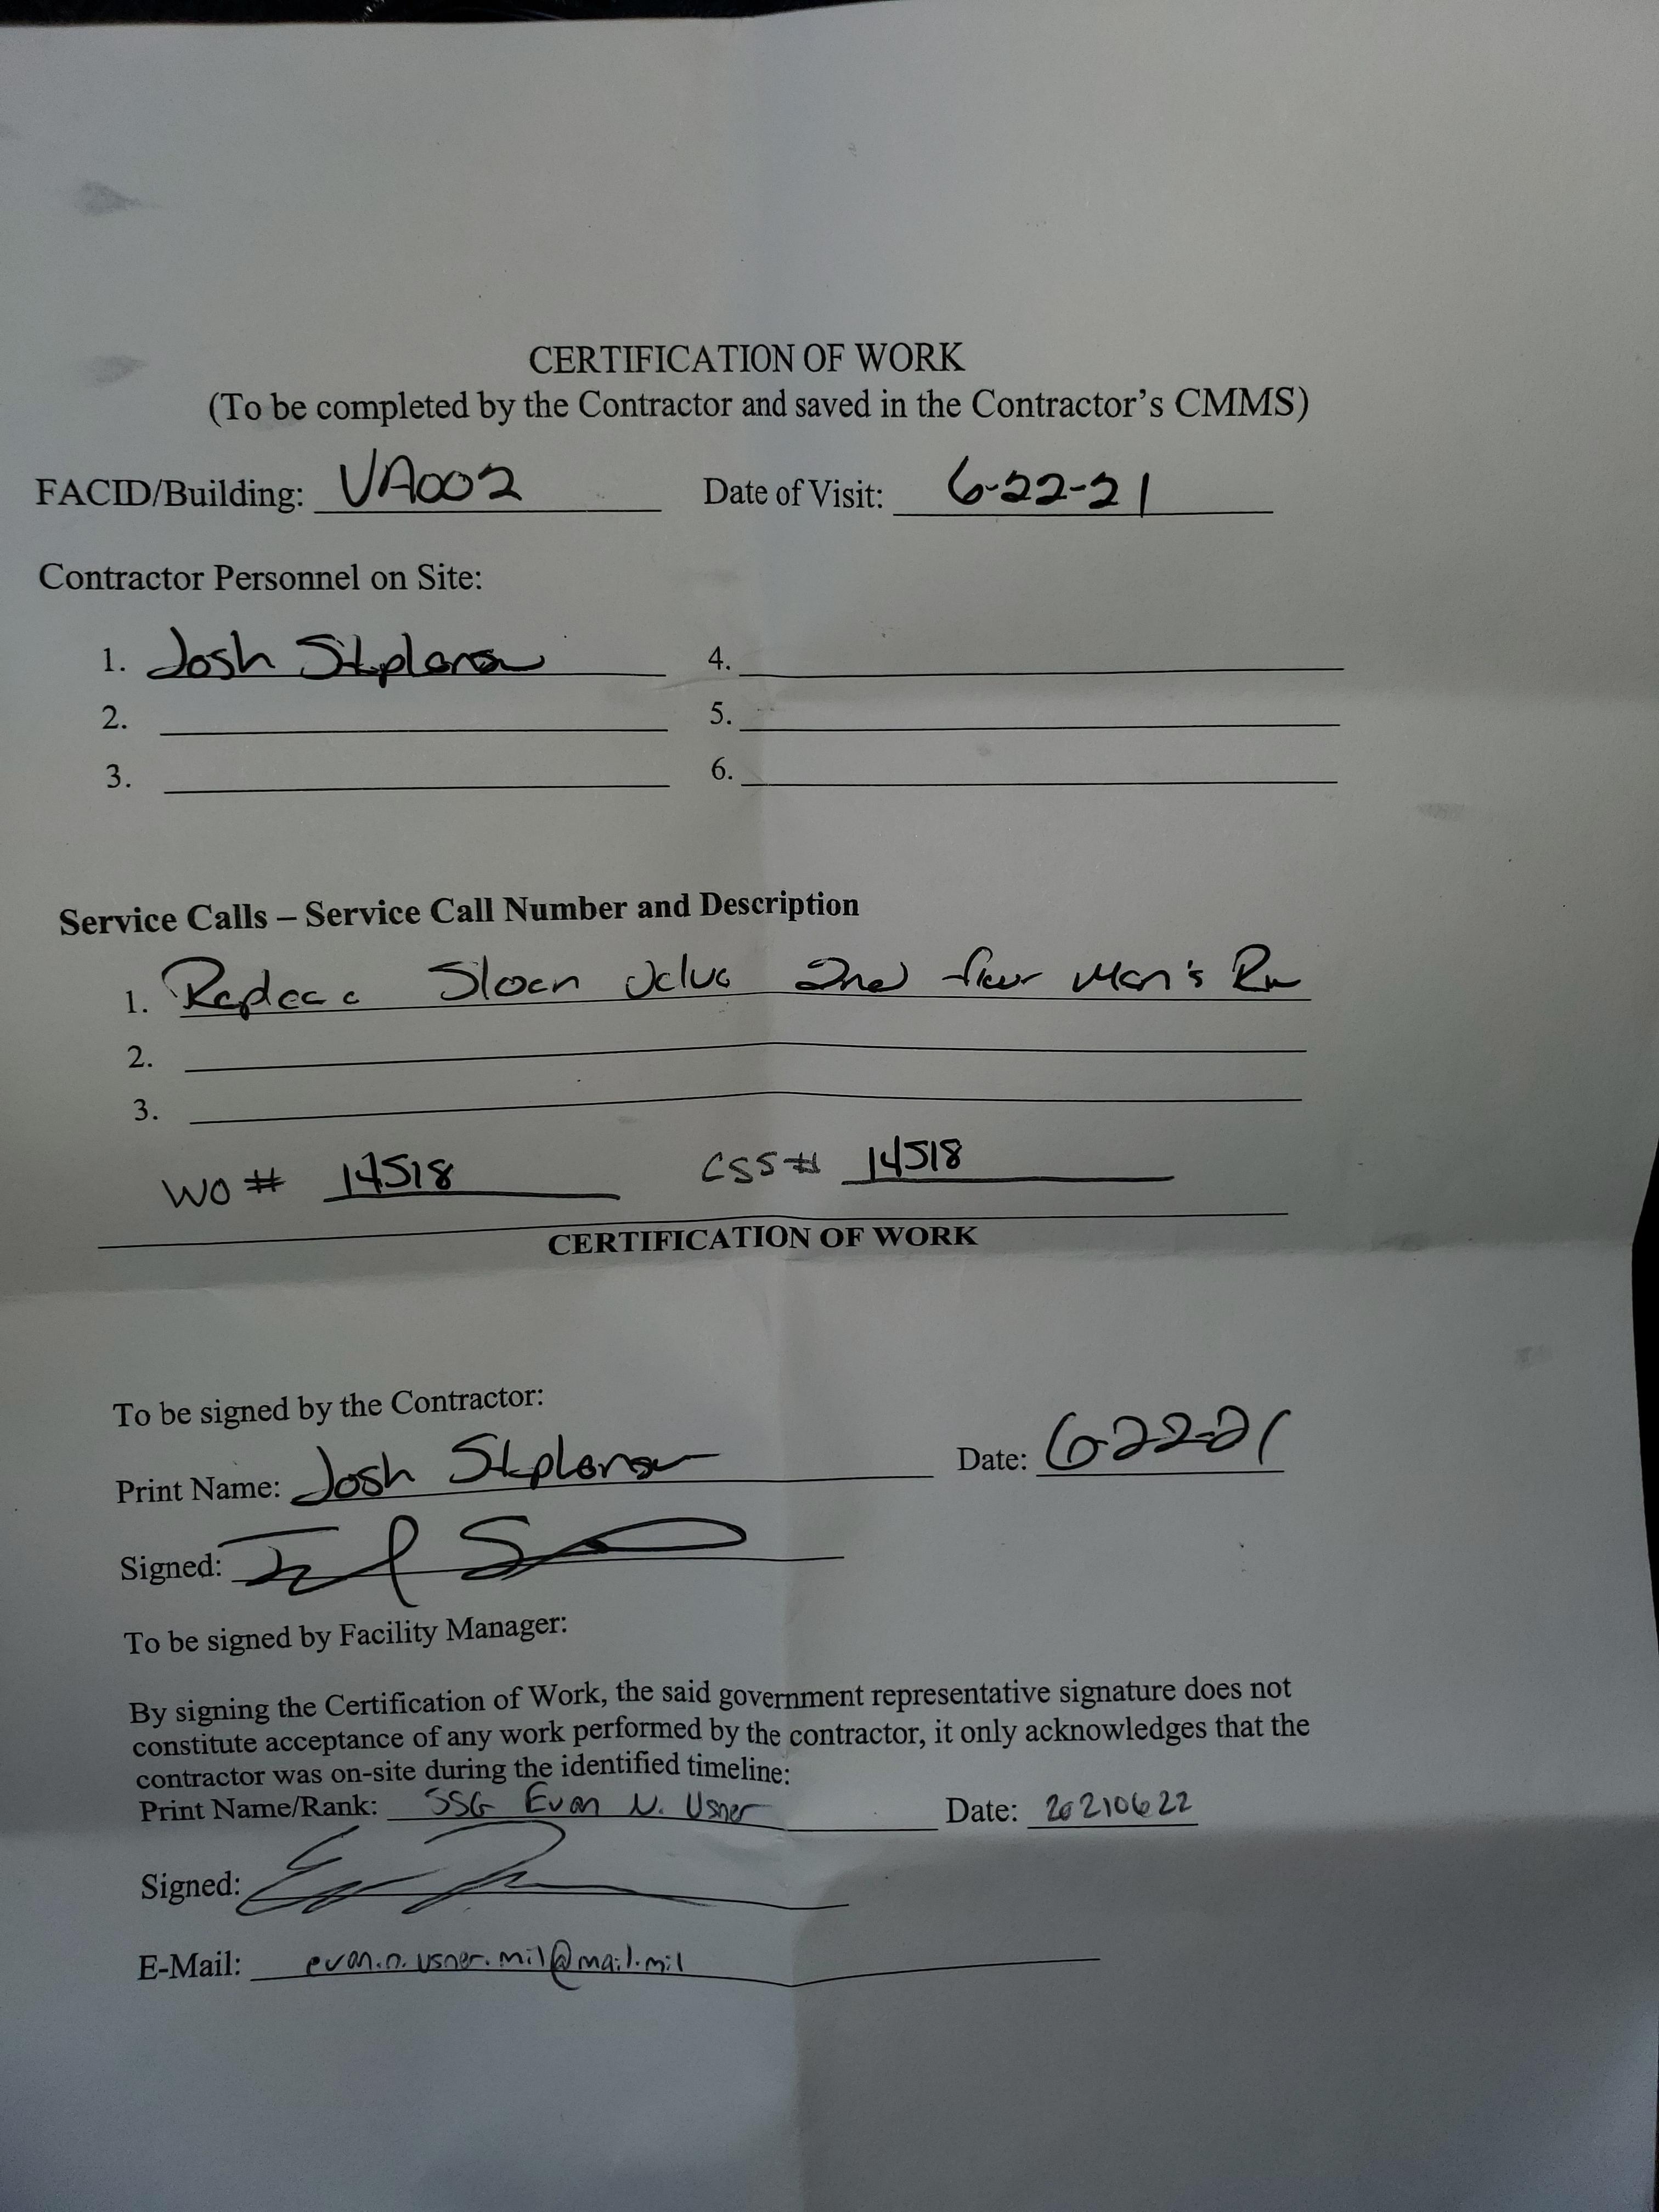 CERTIFICATION OF WORK
(To be completed by the Contractor and saved in the Contractor's CMMS)
FACID/Building: VA002 Date of Visit: 6-22-21
Contractor Personnel on Site:
1. Josh 4.
2. 5.
3. 6.
Service Calls – Service Call Number and Description
1. Replace Sloan Valve 2nd floor Men's Rm
2.
3.
WO # 14518 CSS# 14518
CERTIFICATION OF WORK
To be signed by the Contractor:
Print Name: Josh Date: 6-22-21
Signed:
To be signed by Facility Manager:
By signing the Certification of Work, the said government representative signature does not
constitute acceptance of any work performed by the contractor, it only acknowledges that the
contractor was on-site during the identified timeline:
Print Name/Rank: SSG Evan N. Usner Date: 20210622
Signed:
E-Mail: evan.n.usner.mil@mail.mil